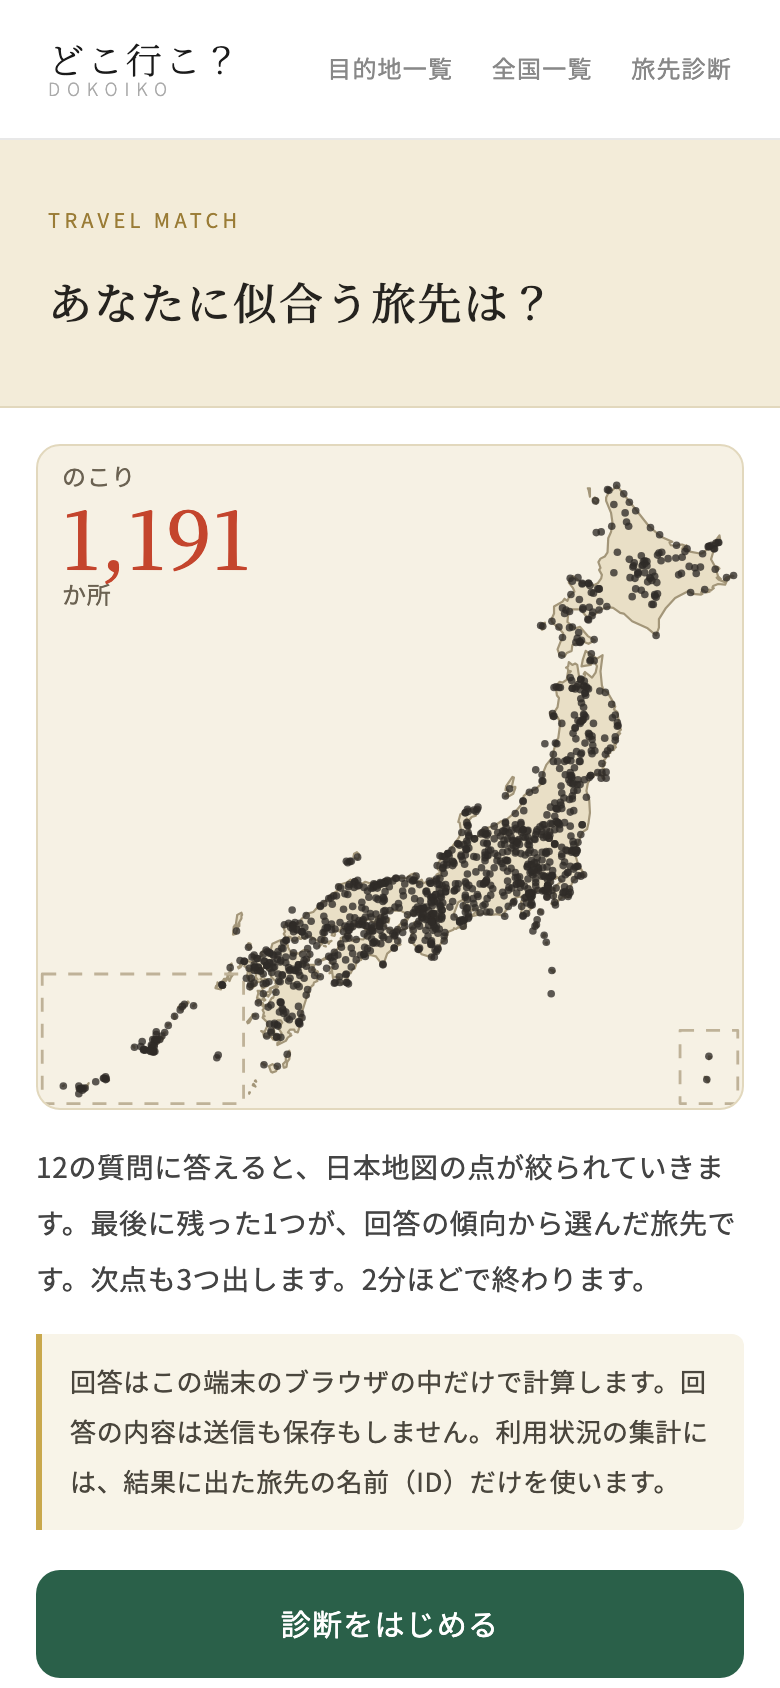 どこ行こ？
DOKOIKO
目的地一覧 全国一覧 旅先診断
TRAVEL MATCH
あなたに似合う旅先は？
のこり
1,191
か所
12の質問に答えると、日本地図の点が絞られていきま
す。最後に残った1つが、回答の傾向から選んだ旅先で
す。次点も3つ出します。2分ほどで終わります。
回答はこの端末のブラウザの中だけで計算します。回
答の内容は送信も保存もしません。利用状況の集計に
は、結果に出た旅先の名前（ID）だけを使います。
診断をはじめる